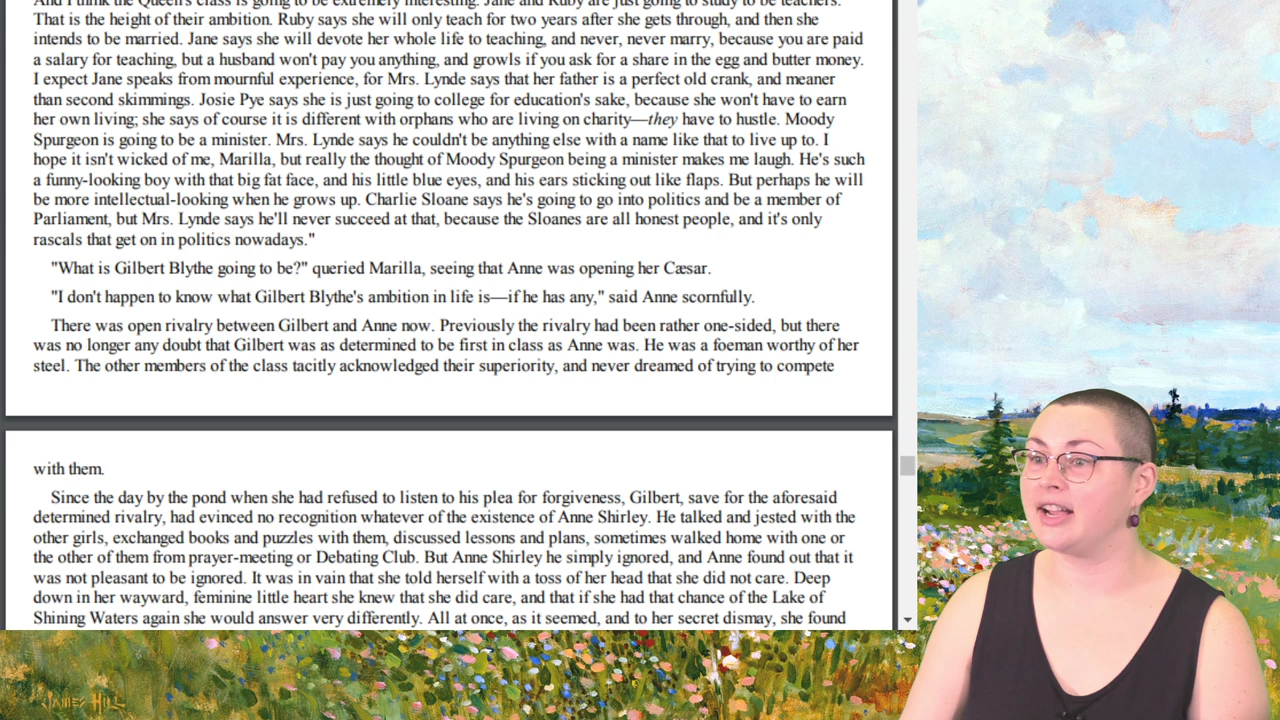 And I think the Queen's class is going to be extremely interesting. Jane and Ruby are just going to study to be teachers.
That is the height of their ambition. Ruby says she will only teach for two years after she gets through, and then she
intends to be married. Jane says she will devote her whole life to teaching, and never, never marry, because you are paid
a salary for teaching, but a husband won't pay you anything, and growls if you ask for a share in the egg and butter money.
I expect Jane speaks from mournful experience, for Mrs. Lynde says that her father is a perfect old crank, and meaner
than second skimmings. Josie Pye says she is just going to college for education's sake, because she won't have to earn
her own living; she says of course it is different with orphans who are living on charity—they have to hustle. Moody
Spurgeon is going to be a minister. Mrs. Lynde says he couldn't be anything else with a name like that to live up to. I
hope it isn't wicked of me, Marilla, but really the thought of Moody Spurgeon being a minister makes me laugh. He's such
a funny-looking boy with that big fat face, and his little blue eyes, and his ears sticking out like flaps. But perhaps he will
be more intellectual-looking when he grows up. Charlie Sloane says he's going to go into politics and be a member of
Parliament, but Mrs. Lynde says he'll never succeed at that, because the Sloanes are all honest people, and it's only
rascals that get on in politics nowadays."
"What is Gilbert Blythe going to be?" queried Marilla, seeing that Anne was opening her Cæsar.
"I don't happen to know what Gilbert Blythe's ambition in life is—if he has any," said Anne scornfully.
There was open rivalry between Gilbert and Anne now. Previously the rivalry had been rather one-sided, but there
was no longer any doubt that Gilbert was as determined to be first in class as Anne was. He was a foeman worthy of her
steel. The other members of the class tacitly acknowledged their superiority, and never dreamed of trying to compete
with them.
Since the day by the pond when she had refused to listen to his plea for forgiveness, Gilbert, save for the aforesaid
determined rivalry, had evinced no recognition whatever of the existence of Anne Shirley. He talked and jested with the
other girls, exchanged books and puzzles with them, discussed lessons and plans, sometimes walked home with one or
the other of them from prayer-meeting or Debating Club. But Anne Shirley he simply ignored, and Anne found out that it
was not pleasant to be ignored. It was in vain that she told herself with a toss of her head that she did not care. Deep
down in her wayward, feminine little heart she knew that she did care, and that if she had that chance of the Lake of
Shining Waters again she would answer very differently. All at once, as it seemed, and to her secret dismay, she found
JAMES HILL